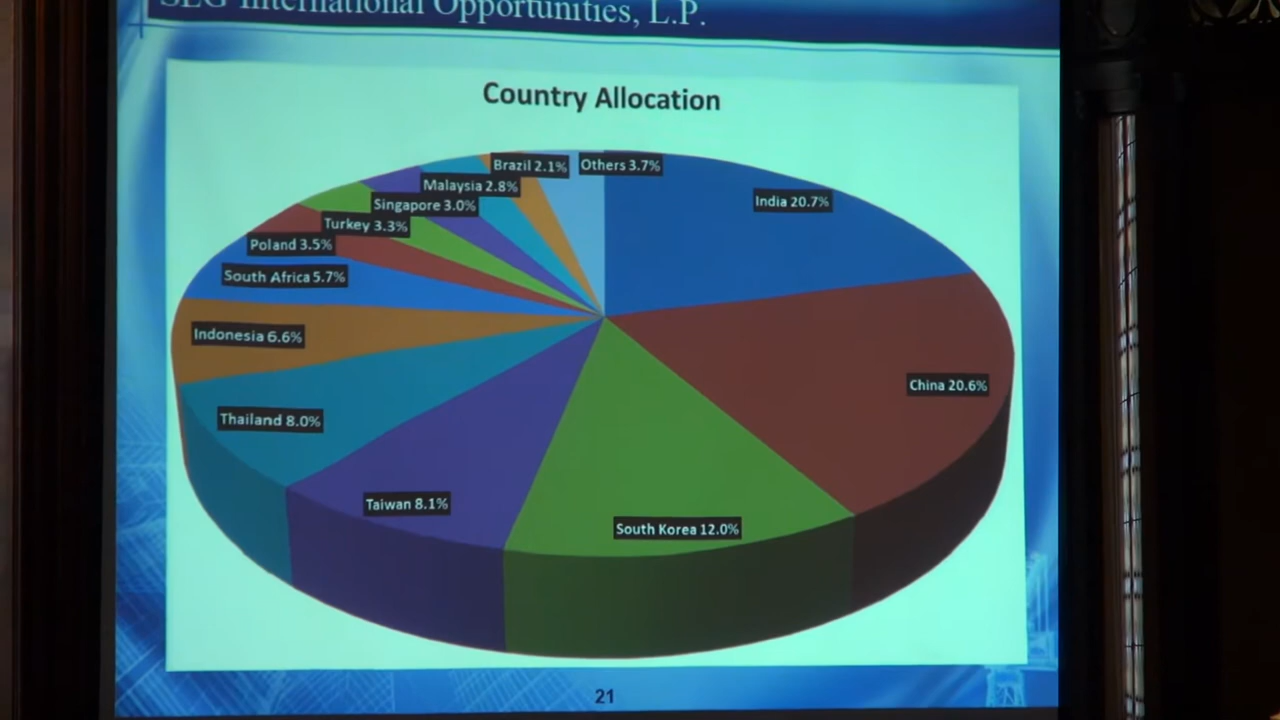 SEG International Opportunities, L.P.
Country Allocation
Brazil 2.1%
Others 3.7%
Malaysia 2.8%
India 20.7%
Singapore 3.0%
Turkey 3.3%
Poland 3.5%
South Africa 5.7%
Indonesia 6.6%
China 20.6%
Thailand 8.0%
Taiwan 8.1%
South Korea 12.0%
21